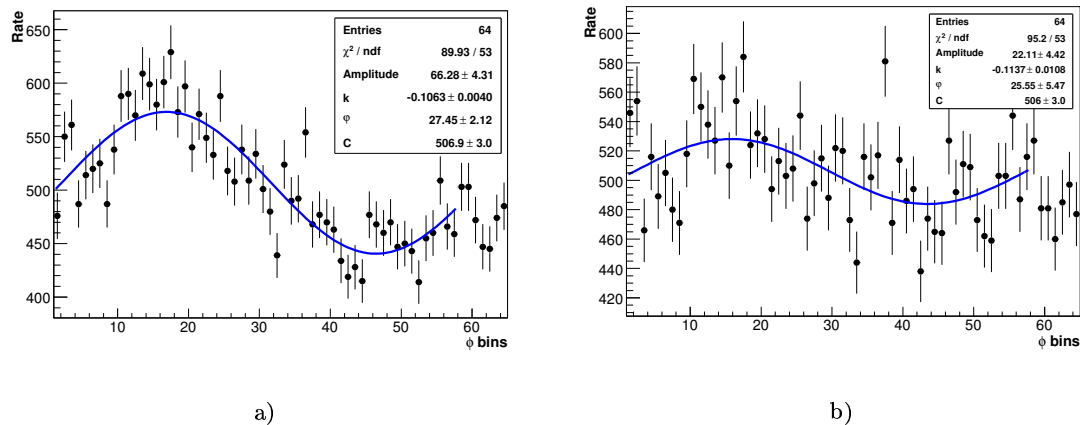 Rate
650
600
550
500
450
400
10 20 30 40 50 60
ϕ bins
Entries 64
χ² / ndf 89.93 / 53
Amplitude 66.28 ± 4.31
k -0.1063 ± 0.0040
φ 27.45 ± 2.12
C 506.9 ± 3.0
a)
Rate
600
580
560
540
520
500
480
460
440
420
10 20 30 40 50 60
ϕ bins
Entries 64
χ² / ndf 95.2 / 53
Amplitude 22.11 ± 4.42
k -0.1137 ± 0.0108
φ 25.55 ± 5.47
C 506 ± 3.0
b)